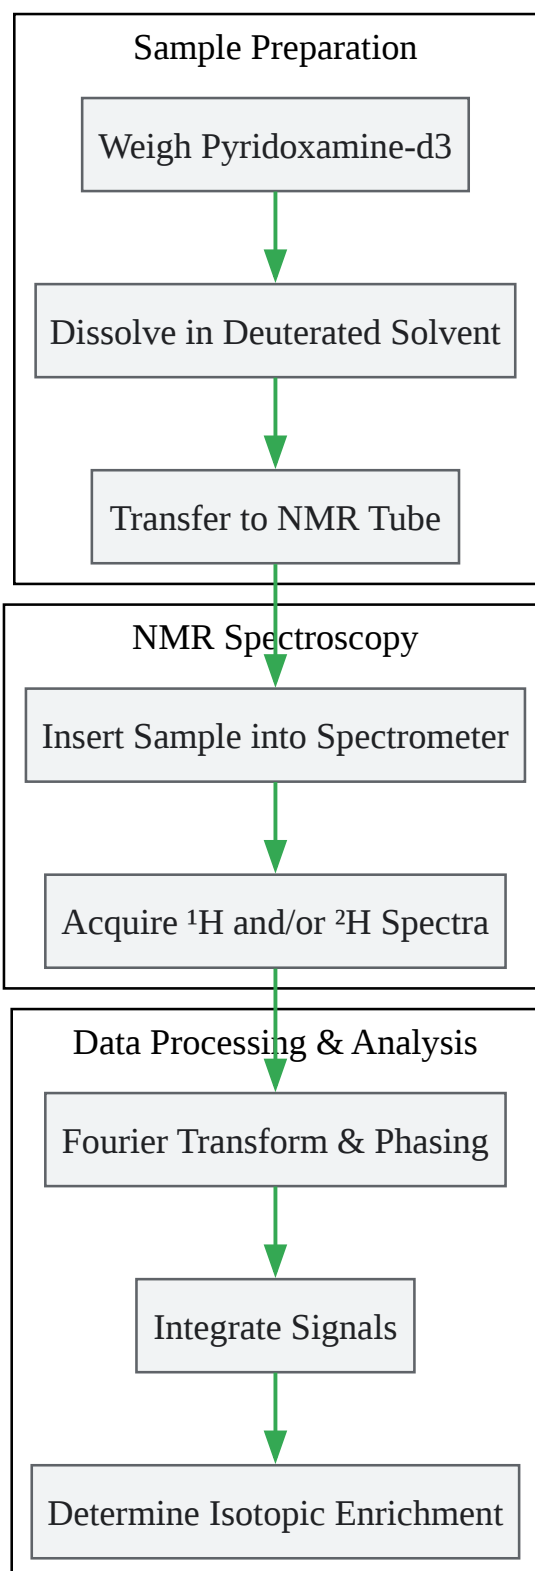 Sample Preparation
Weigh Pyridoxamine-d3
Dissolve in Deuterated Solvent
Transfer to NMR Tube
NMR Spectroscopy
Insert Sample into Spectrometer
Acquire ¹H and/or ²H Spectra
Data Processing & Analysis
Fourier Transform & Phasing
Integrate Signals
Determine Isotopic Enrichment